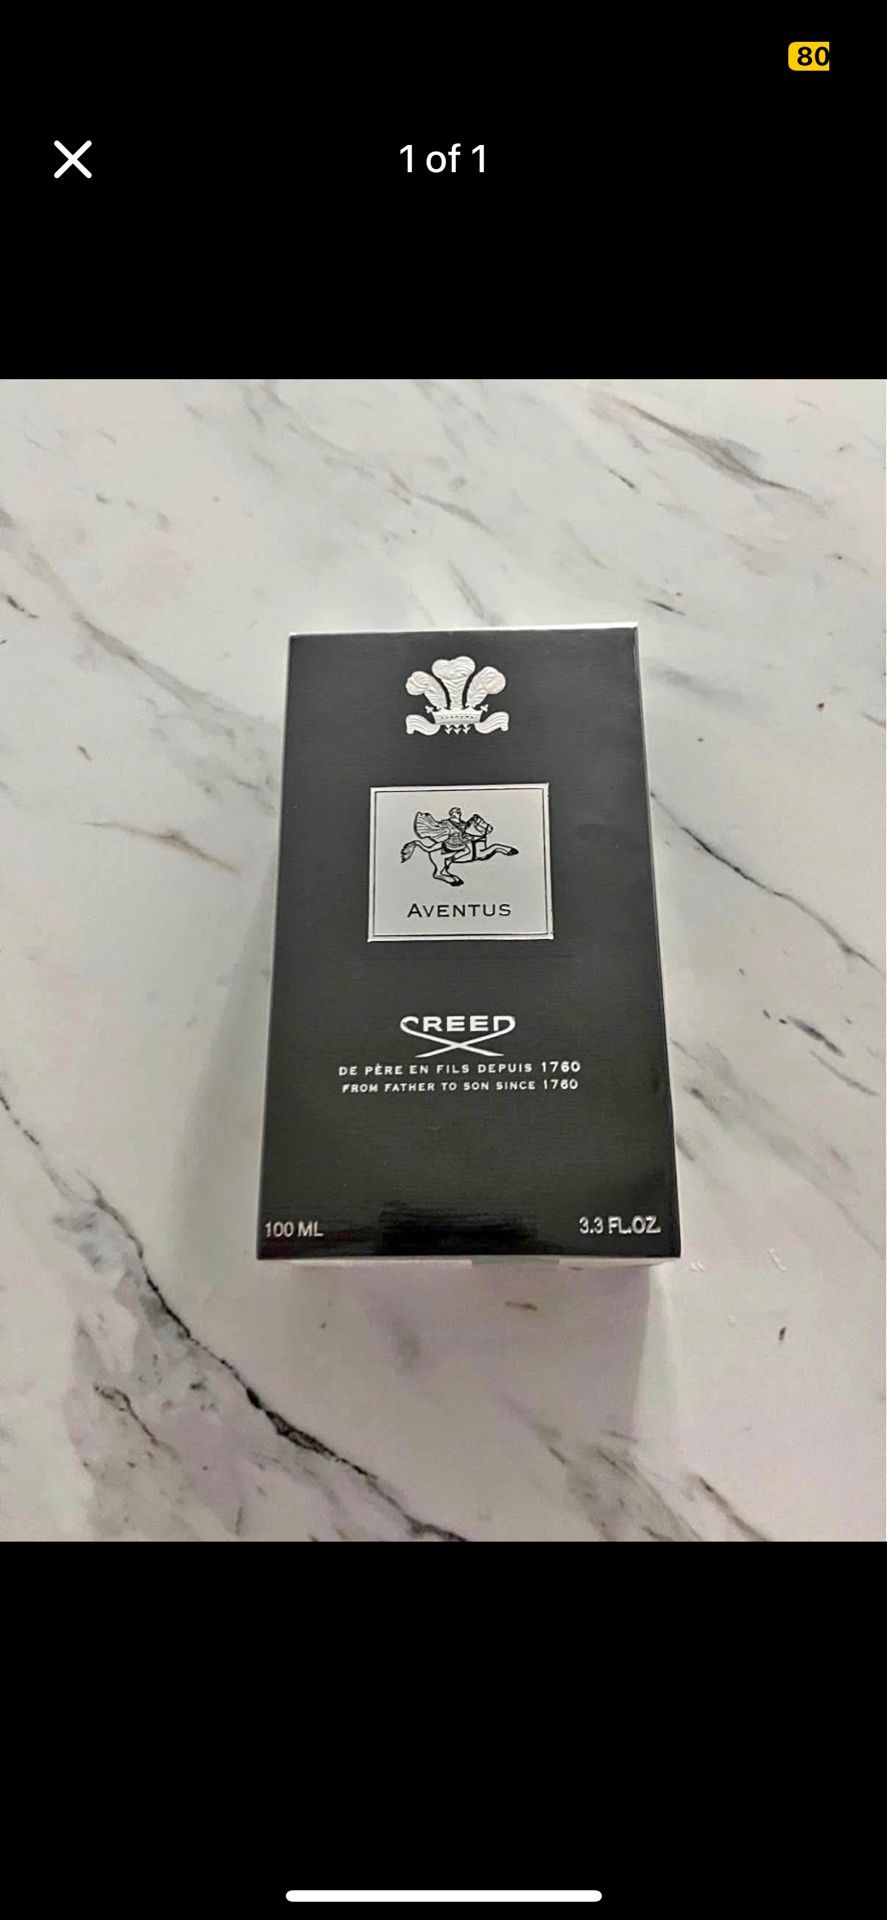 80
1 of 1
AVENTUS
CREED
DE PÈRE EN FILS DEPUIS 1760
FROM FATHER TO SON SINCE 1760
100 ML
3.3 FL.OZ.